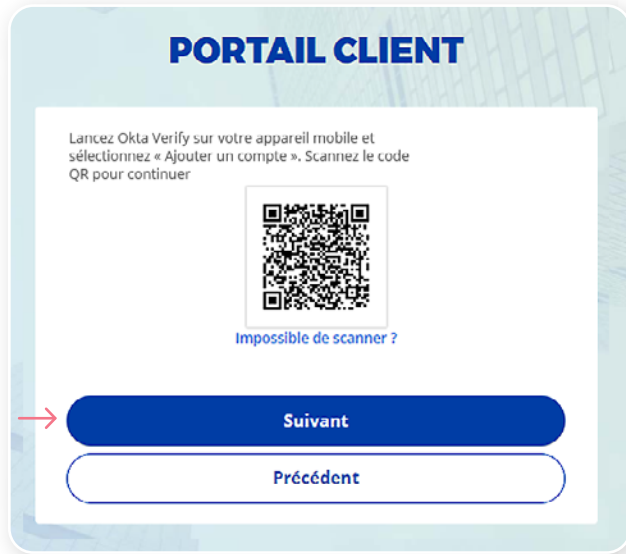 PORTAIL CLIENT
Lancez Okta Verify sur votre appareil mobile et
sélectionnez « Ajouter un compte ». Scannez le code
QR pour continuer
Impossible de scanner ?
Suivant
Précédent